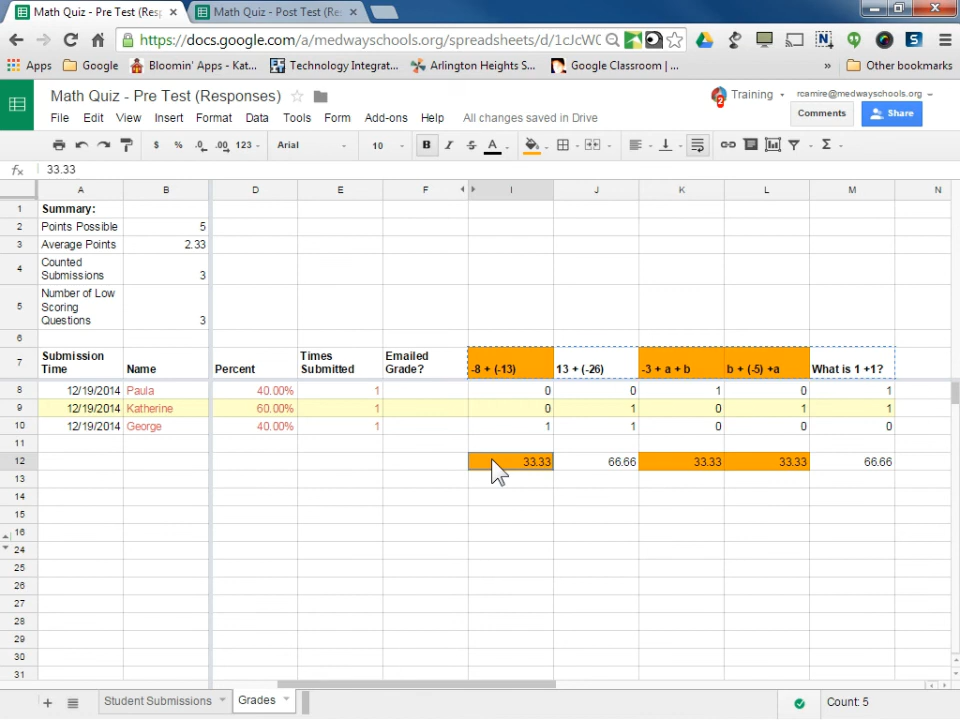 Math Quiz - Pre Test (Resp
Math Quiz - Post Test (Re
https://docs.google.com/a/medwayschools.org/spreadsheets/d/1cJcWC
Apps Google Bloomin' Apps - Kat... Technology Integrat... Arlington Heights S... Google Classroom | ... » Other bookmarks
Math Quiz - Pre Test (Responses)
2 Training rcamire@medwayschools.org
File Edit View Insert Format Data Tools Form Add-ons Help All changes saved in Drive
Comments Share
$ % .0 .00 123 Arial 10 B I S A Σ
fx 33.33
A B D E F I J K L M N
1 Summary:
2 Points Possible 5
3 Average Points 2.33
4 Counted Submissions 3
5 Number of Low Scoring Questions 3
6
7 Submission Time Name Percent Times Submitted Emailed Grade? -8 + (-13) 13 + (-26) -3 + a + b b + (-5) +a What is 1 +1?
8 12/19/2014 Paula 40.00% 1 0 0 1 0 1
9 12/19/2014 Katherine 60.00% 1 0 1 0 1 1
10 12/19/2014 George 40.00% 1 1 1 0 0 0
11
12 33.33 66.66 33.33 33.33 66.66
13
14
15
16
24
25
26
27
28
29
30
31
+ Student Submissions Grades Count: 5